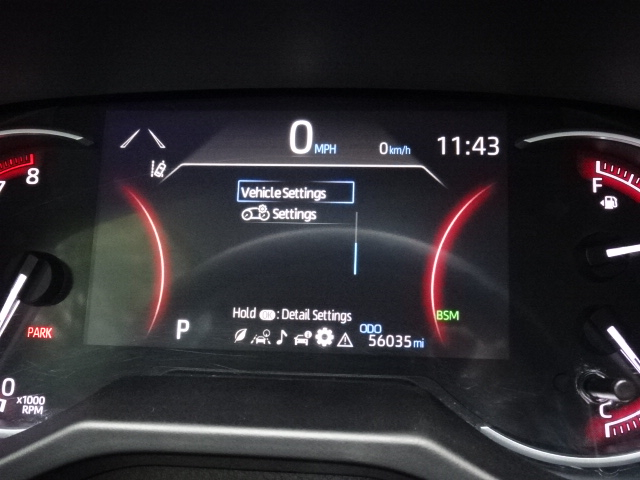 0 MPH
0 km/h
11:43
8
7
F
Vehicle Settings
Settings
Hold OK : Detail Settings
BSM
PARK
P
ODO
56035 mi
0
x1000
RPM
C